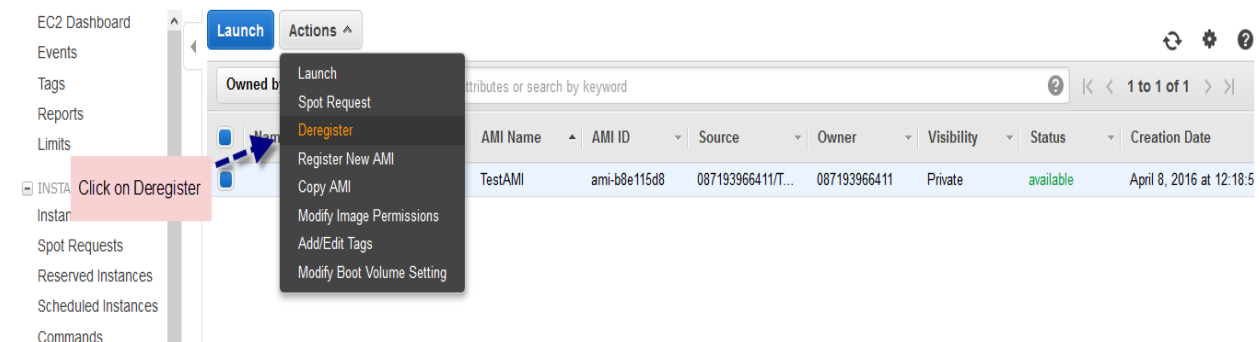 EC2 Dashboard
Events
Tags
Reports
Limits
INSTA
Instan
Spot Requests
Reserved Instances
Scheduled Instances
Commands
Click on Deregister
Launch
Actions
Launch
Spot Request
Deregister
Register New AMI
Copy AMI
Modify Image Permissions
Add/Edit Tags
Modify Boot Volume Setting
Owned b
ttributes or search by keyword
1 to 1 of 1
Nam
AMI Name
AMI ID
Source
Owner
Visibility
Status
Creation Date
TestAMI
ami-b8e115d8
087193966411/T...
087193966411
Private
available
April 8, 2016 at 12:18:5